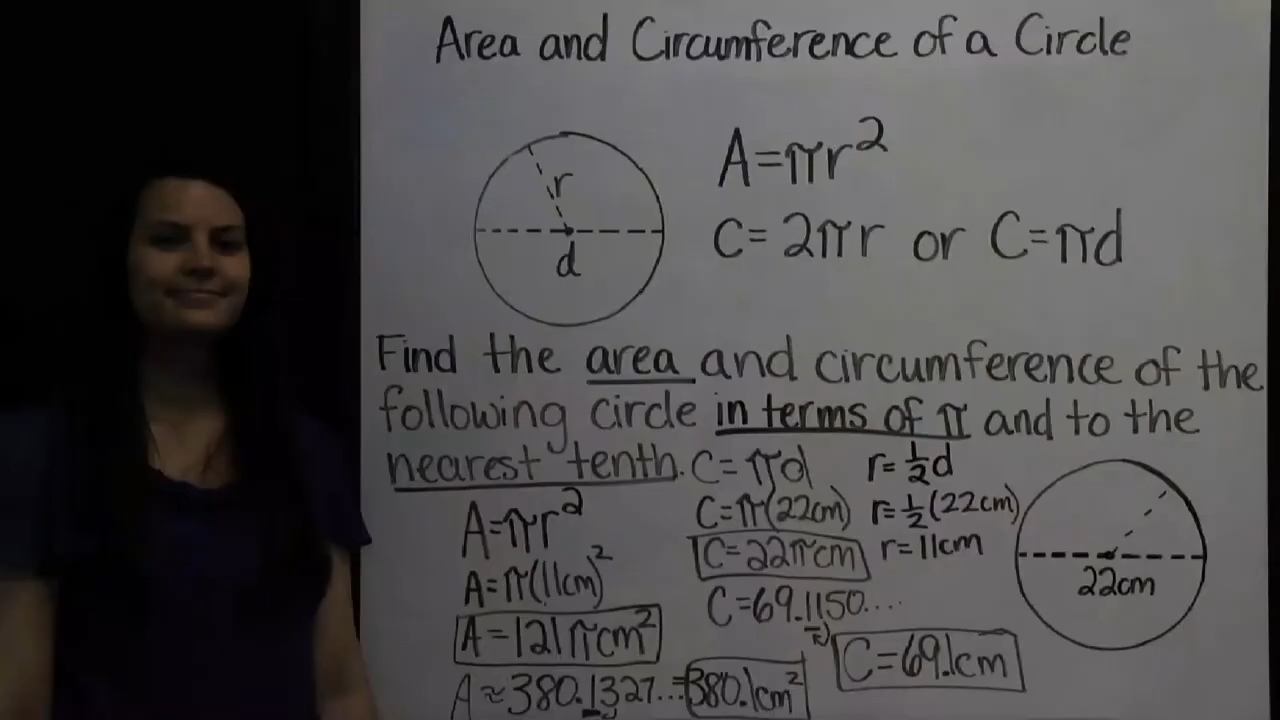 Area and Circumference of a Circle
r
d
A=πr²
C=2πr or C=πd
Find the area and circumference of the
following circle in terms of π and to the
nearest tenth.
A=πr²
A=π(11cm)²
A=121πcm²
A≈380.1327...=380.1cm²
C=πd
C=π(22cm)
C=22πcm
C=69.1150....
C=69.1cm
r=½d
r=½(22cm)
r=11cm
22cm